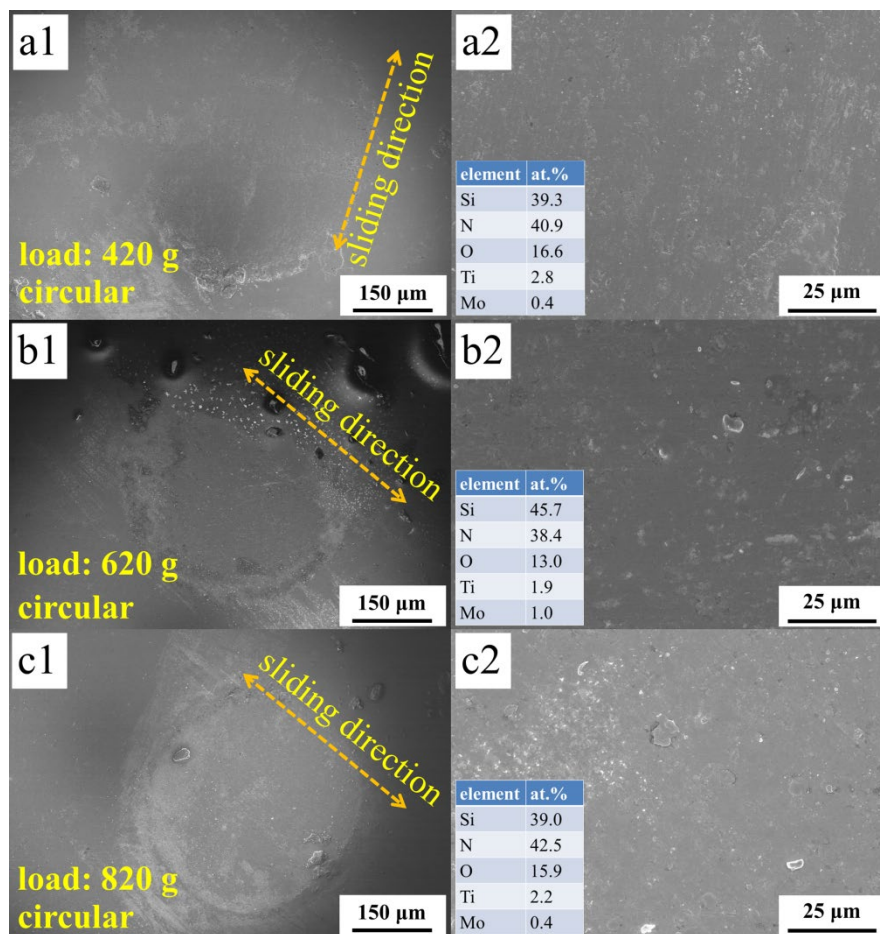 a1
sliding direction
load: 420 g
circular
150 μm
a2
element at.%
Si 39.3
N 40.9
O 16.6
Ti 2.8
Mo 0.4
25 μm
b1
sliding direction
load: 620 g
circular
150 μm
b2
element at.%
Si 45.7
N 38.4
O 13.0
Ti 1.9
Mo 1.0
25 μm
c1
sliding direction
load: 820 g
circular
150 μm
c2
element at.%
Si 39.0
N 42.5
O 15.9
Ti 2.2
Mo 0.4
25 μm